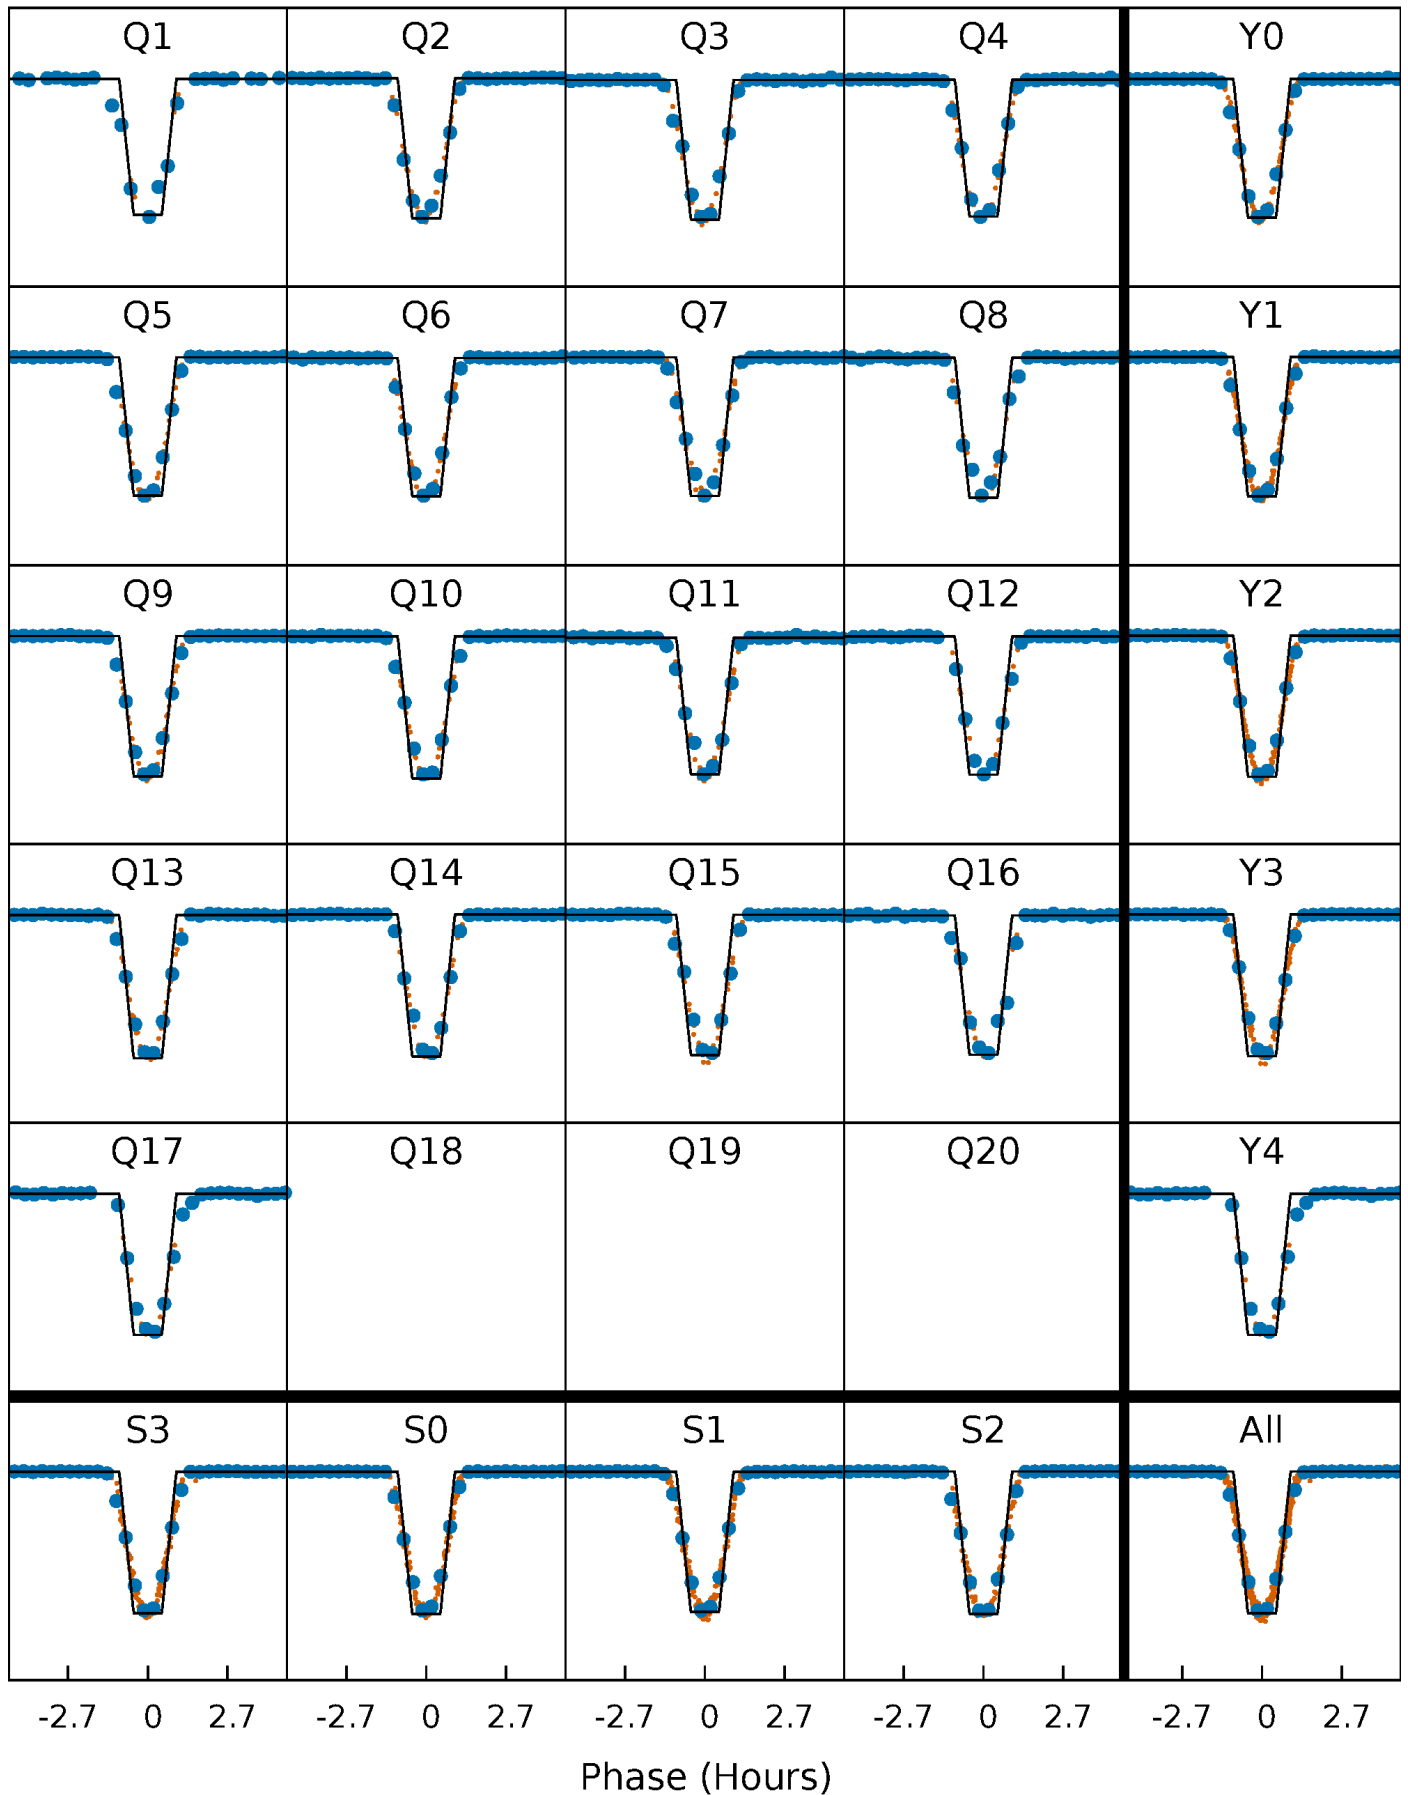 Q1 Q2 Q3 Q4 Y0
Q5 Q6 Q7 Q8 Y1
Q9 Q10 Q11 Q12 Y2
Q13 Q14 Q15 Q16 Y3
Q17 Q18 Q19 Q20 Y4
S3 S0 S1 S2 All
-2.7 0 2.7 -2.7 0 2.7 -2.7 0 2.7 -2.7 0 2.7 -2.7 0 2.7
Phase (Hours)